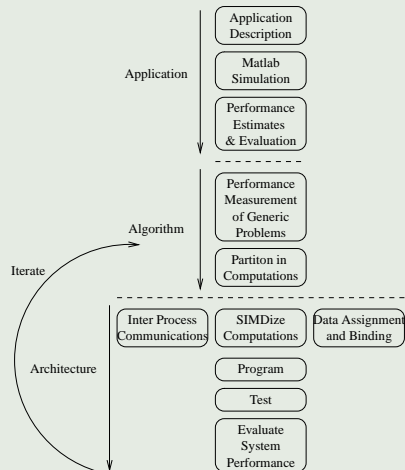 Application
Description
Matlab
Simulation
Application
Performance
Estimates
& Evaluation
Performance
Measurement
of Generic
Problems
Algorithm
Partiton in
Computations
Iterate
Inter Process
Communications
SIMDize
Computations
Data Assignment
and Binding
Architecture
Program
Test
Evaluate
System
Performance